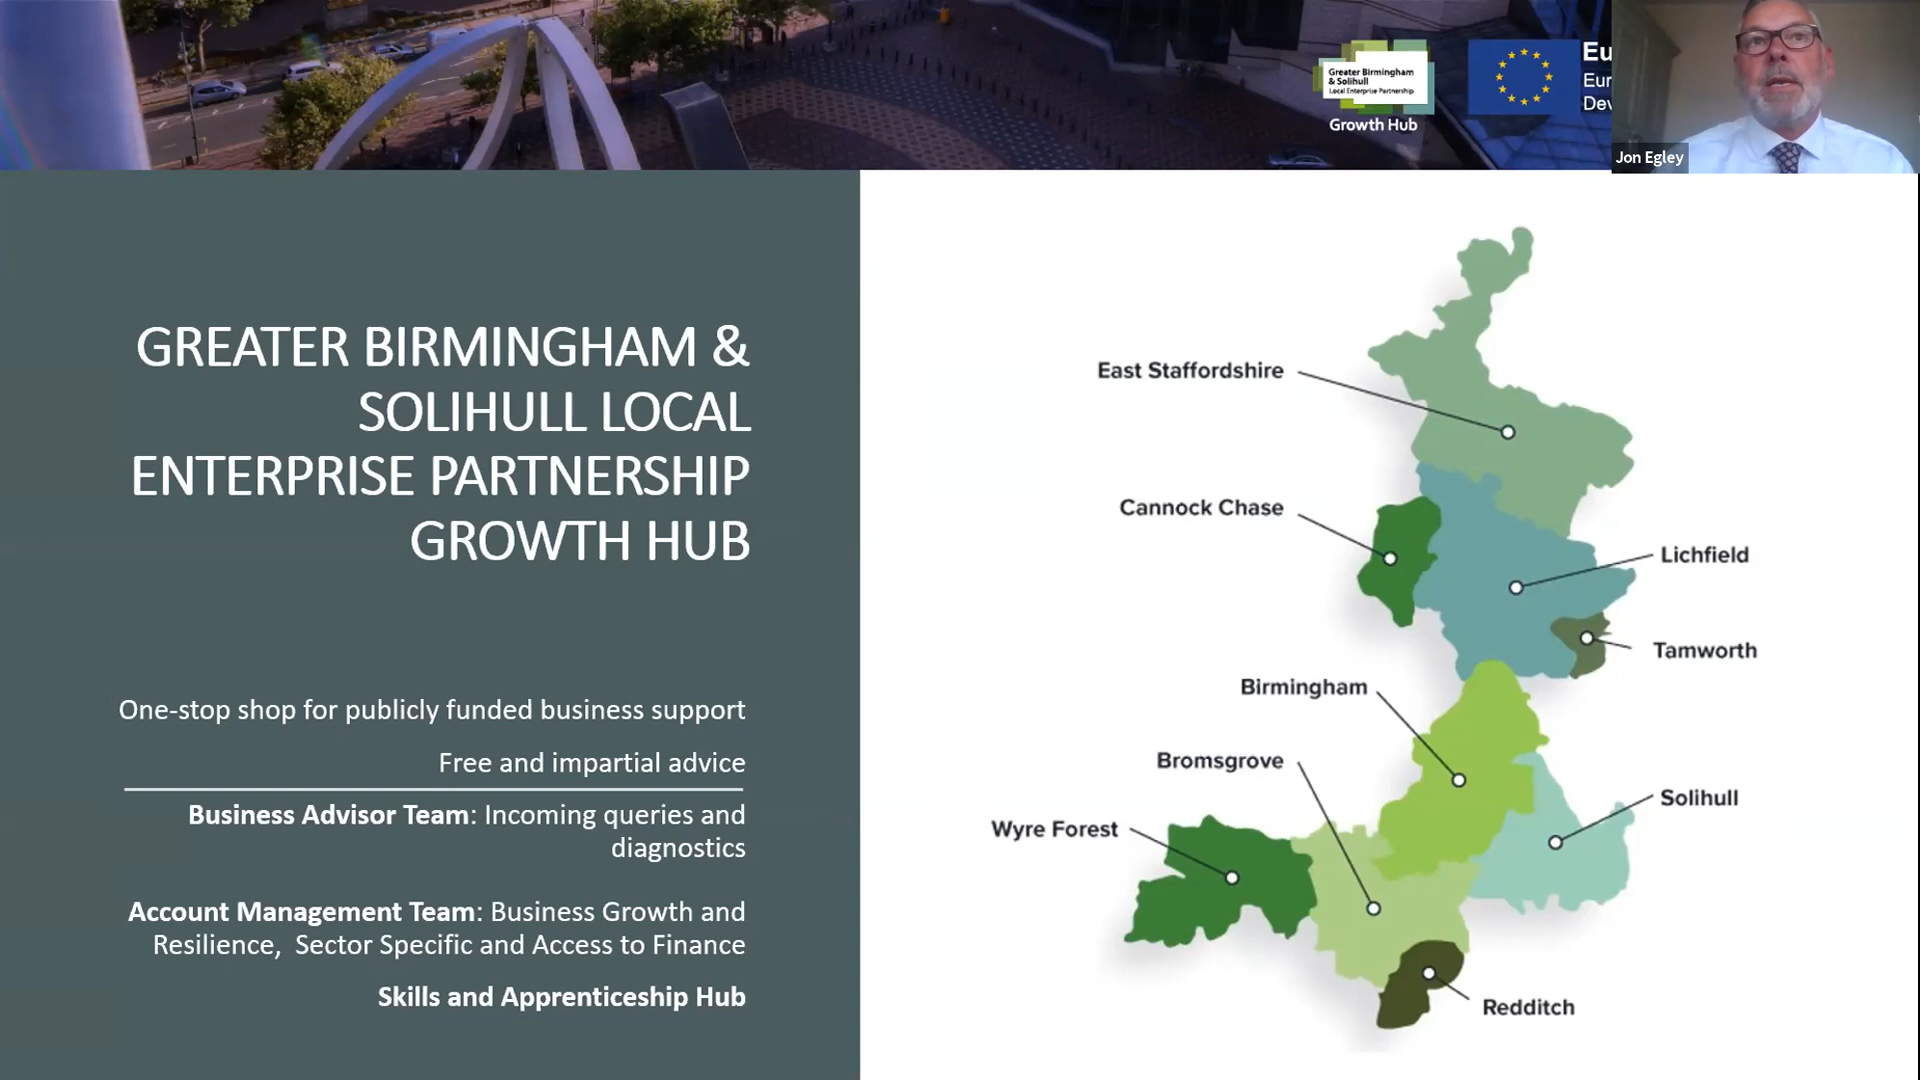 Greater Birmingham
& Solihull
Local Enterprise Partnership
Growth Hub
Eu
Eur
Dev
Jon Egley
GREATER BIRMINGHAM &
SOLIHULL LOCAL
ENTERPRISE PARTNERSHIP
GROWTH HUB
One-stop shop for publicly funded business support
Free and impartial advice
Business Advisor Team: Incoming queries and
diagnostics
Account Management Team: Business Growth and
Resilience,  Sector Specific and Access to Finance
Skills and Apprenticeship Hub
East Staffordshire
Cannock Chase
Lichfield
Tamworth
Birmingham
Bromsgrove
Solihull
Wyre Forest
Redditch